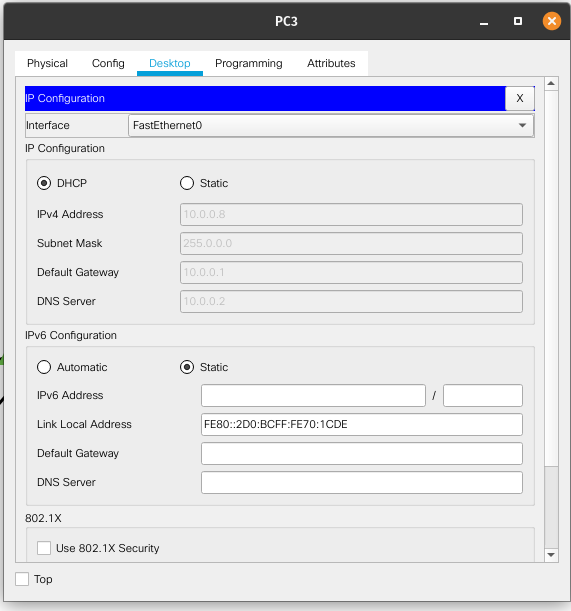 PC3
Physical Config Desktop Programming Attributes
IP Configuration X
Interface FastEthernet0
IP Configuration
DHCP Static
IPv4 Address 10.0.0.8
Subnet Mask 255.0.0.0
Default Gateway 10.0.0.1
DNS Server 10.0.0.2
IPv6 Configuration
Automatic Static
IPv6 Address /
Link Local Address FE80::2D0:BCFF:FE70:1CDE
Default Gateway
DNS Server
802.1X
Use 802.1X Security
Top